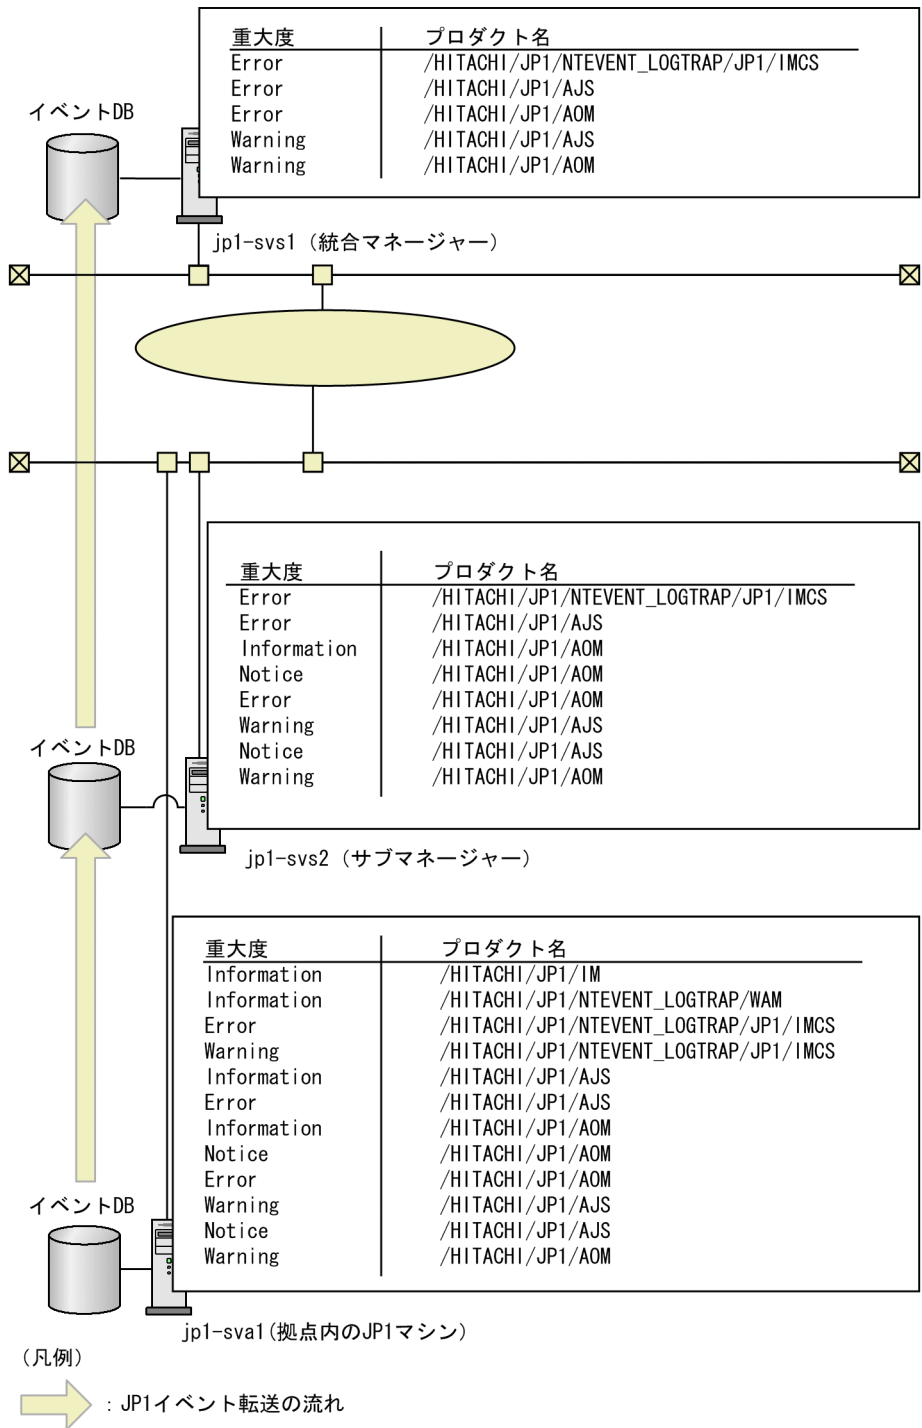 重大度 プロダクト名
Error /HITACHI/JP1/NTEVENT_LOGTRAP/JP1/IMCS
Error /HITACHI/JP1/AJS
Error /HITACHI/JP1/AOM
Warning /HITACHI/JP1/AJS
Warning /HITACHI/JP1/AOM
イベントDB
jp1-svs1（統合マネージャー）
重大度 プロダクト名
Error /HITACHI/JP1/NTEVENT_LOGTRAP/JP1/IMCS
Error /HITACHI/JP1/AJS
Information /HITACHI/JP1/AOM
Notice /HITACHI/JP1/AOM
Error /HITACHI/JP1/AOM
Warning /HITACHI/JP1/AJS
Notice /HITACHI/JP1/AJS
Warning /HITACHI/JP1/AOM
イベントDB
jp1-svs2（サブマネージャー）
重大度 プロダクト名
Information /HITACHI/JP1/IM
Information /HITACHI/JP1/NTEVENT_LOGTRAP/WAM
Error /HITACHI/JP1/NTEVENT_LOGTRAP/JP1/IMCS
Warning /HITACHI/JP1/NTEVENT_LOGTRAP/JP1/IMCS
Information /HITACHI/JP1/AJS
Error /HITACHI/JP1/AJS
Information /HITACHI/JP1/AOM
Notice /HITACHI/JP1/AOM
Error /HITACHI/JP1/AOM
Warning /HITACHI/JP1/AJS
Notice /HITACHI/JP1/AJS
Warning /HITACHI/JP1/AOM
イベントDB
jp1-sva1(拠点内のJP1マシン)
（凡例）
：JP1イベント転送の流れ